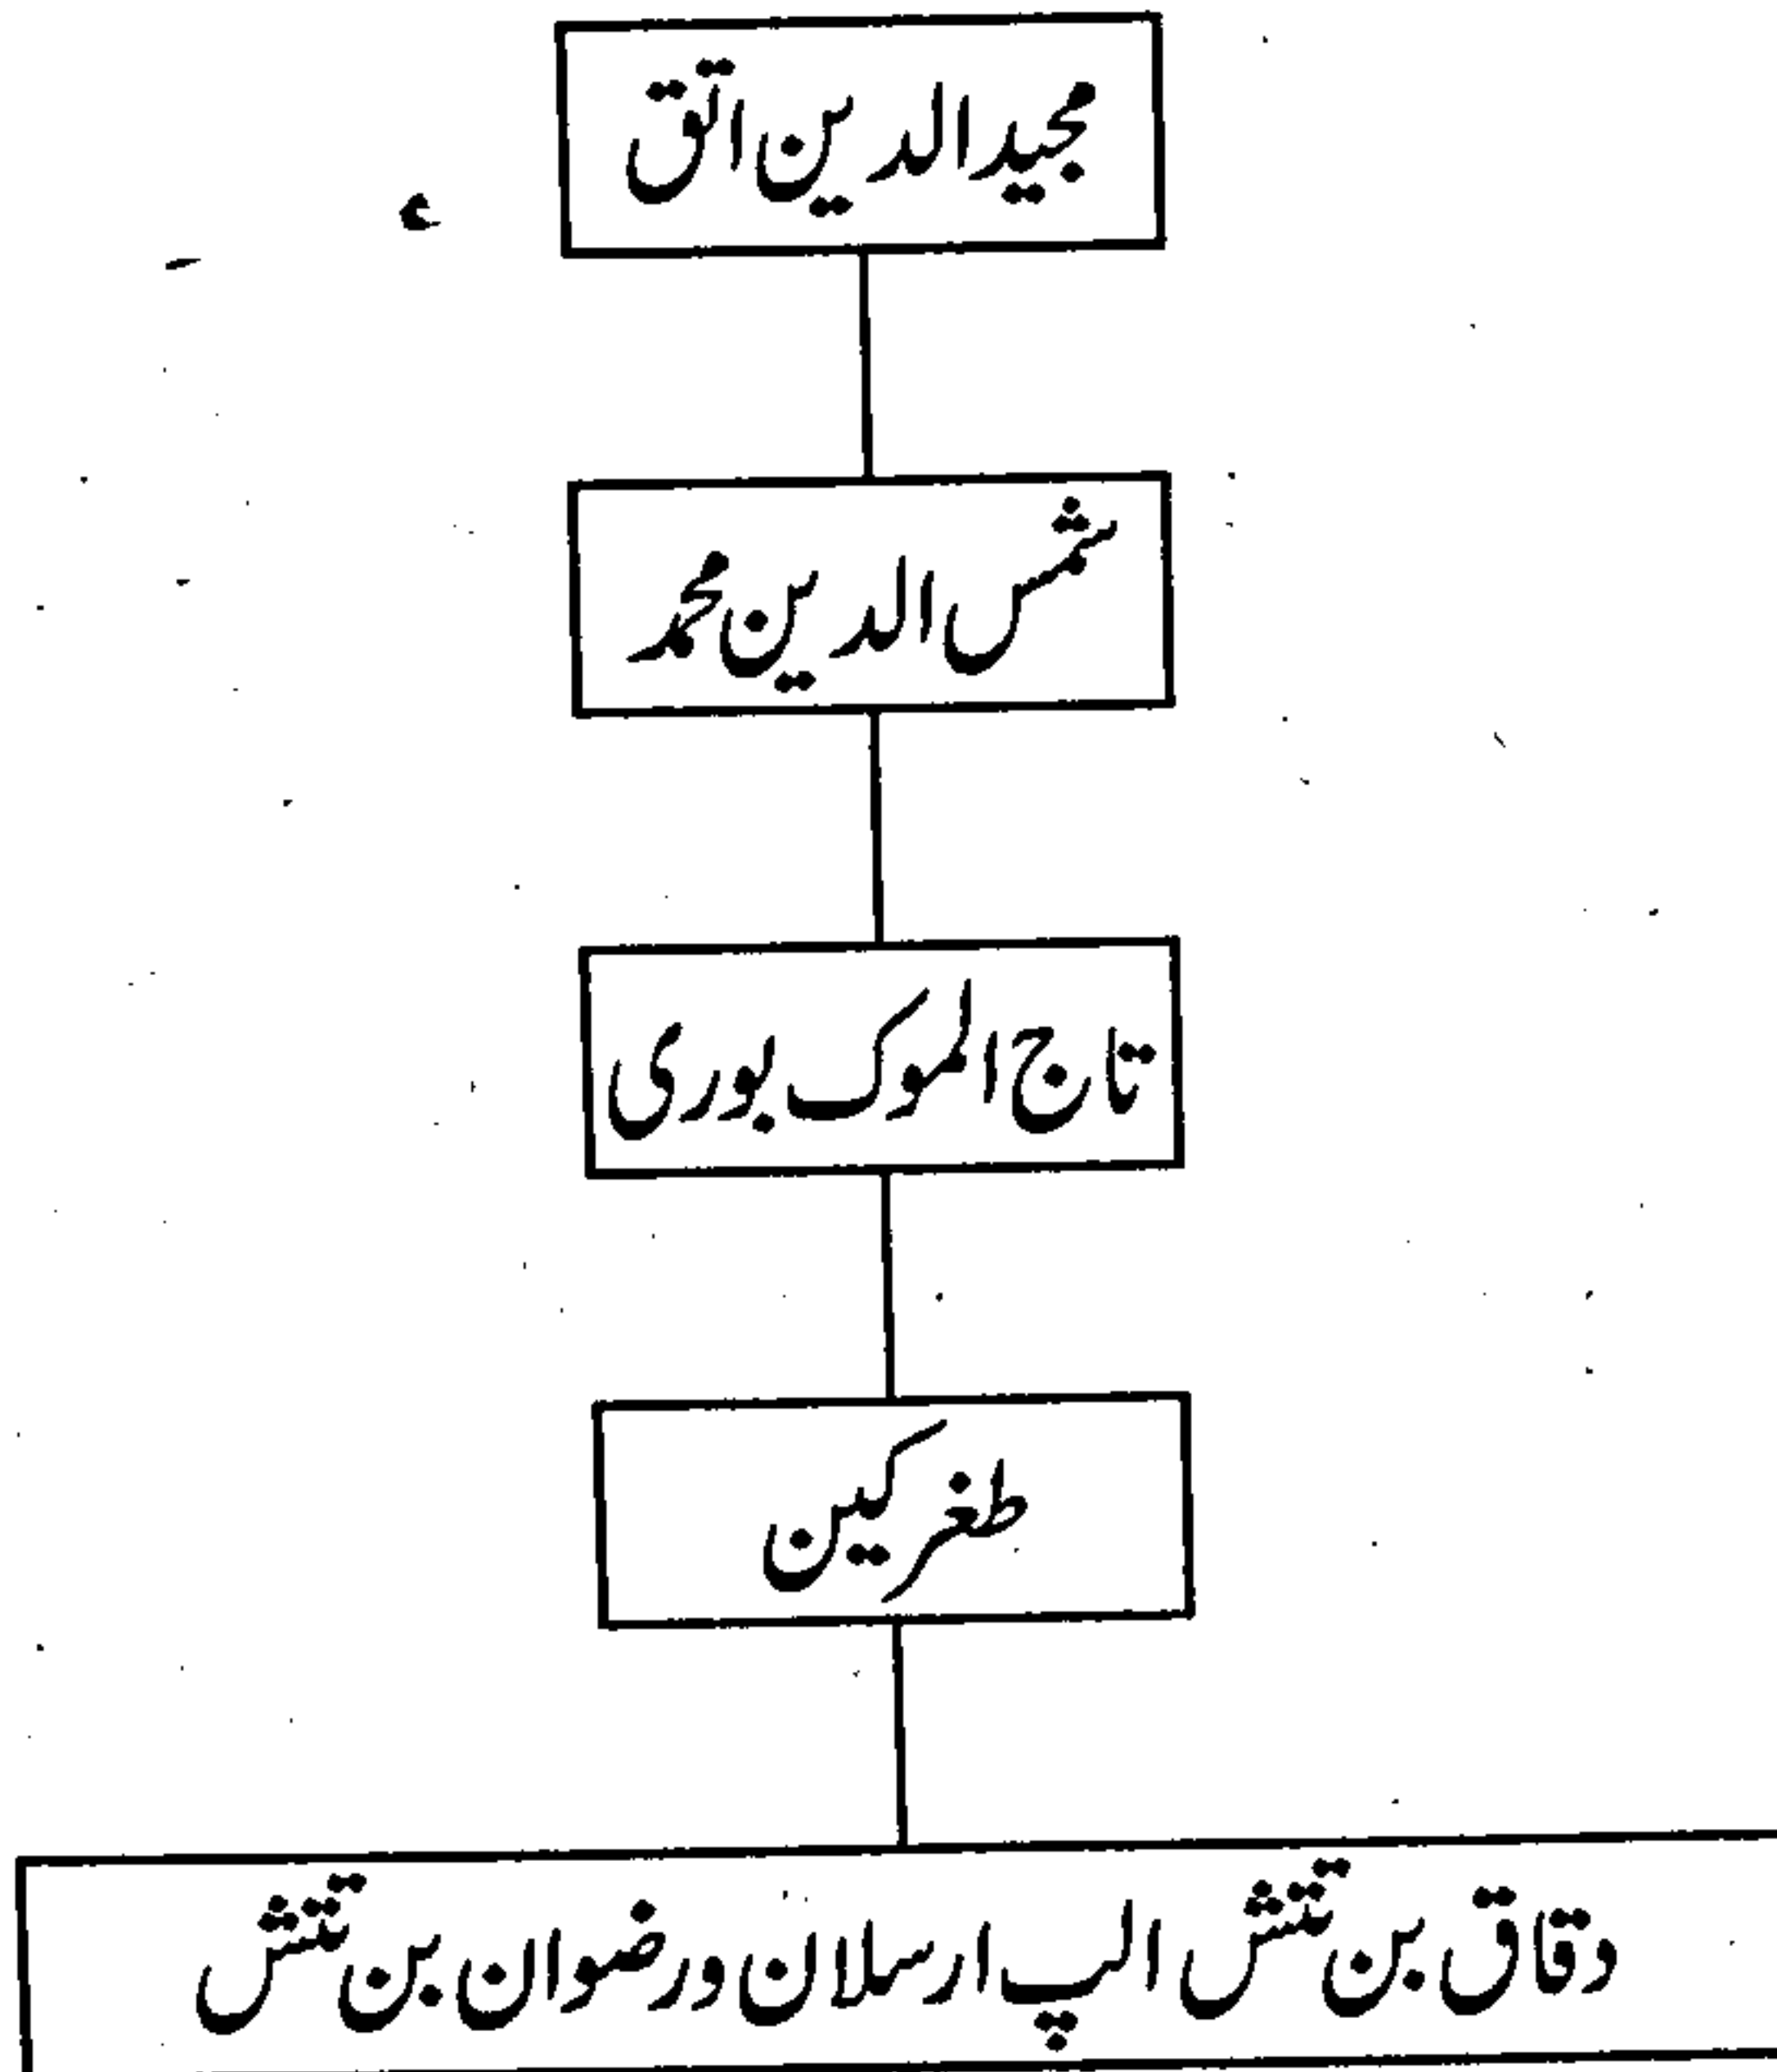 مجیدالدین اتق
شمس الدین محمد
تاج الموک بوری
طغرکین
دقاق بن تتش الپ ارسلان ورضوان بن تتش